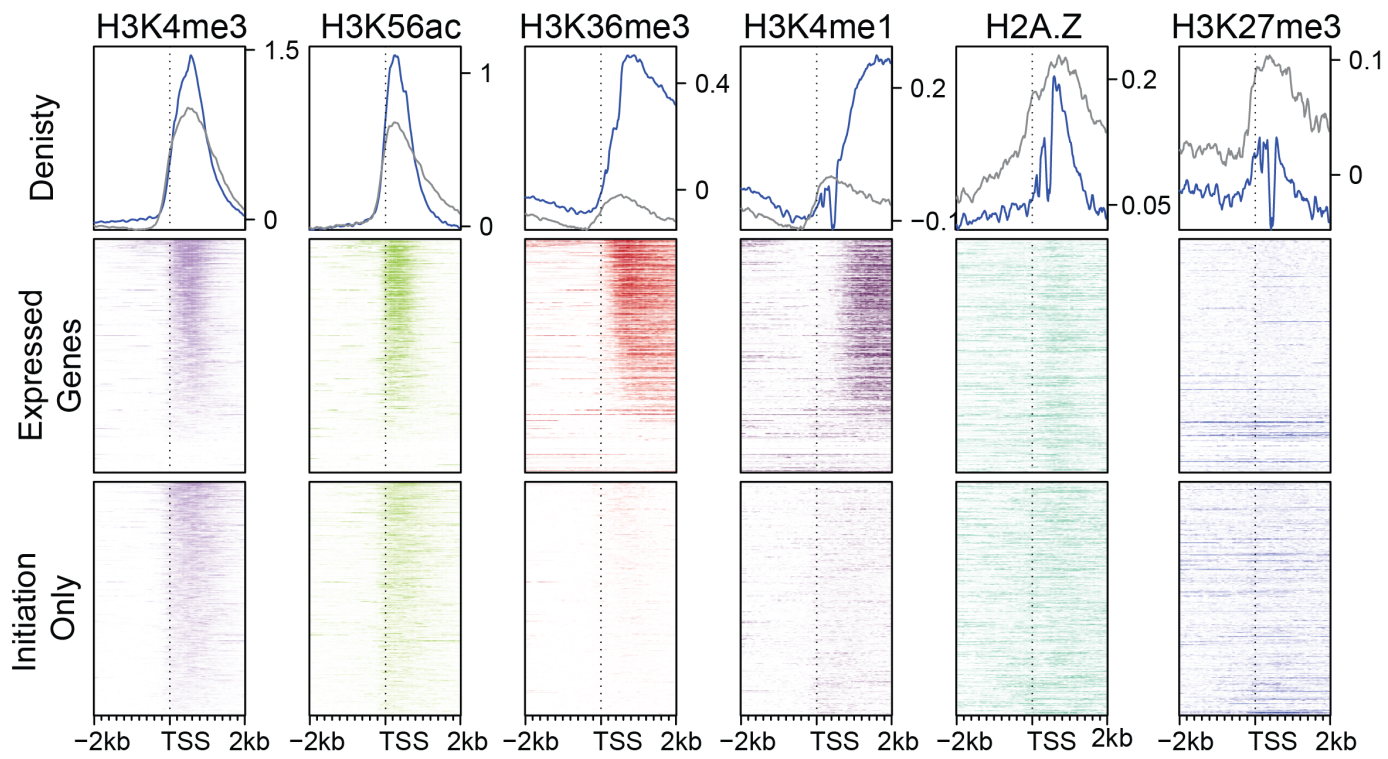 H3K4me3 H3K56ac H3K36me3 H3K4me1 H2A.Z H3K27me3
Denisty
1.5
0
1
0
0.4
0
0.2
−0.
0.2
0.05
0.1
0
Expressed
Genes
Initiation
Only
−2kb TSS 2kb −2kb TSS 2kb −2kb TSS 2kb −2kb TSS 2kb −2kb TSS 2kb −2kb TSS 2kb